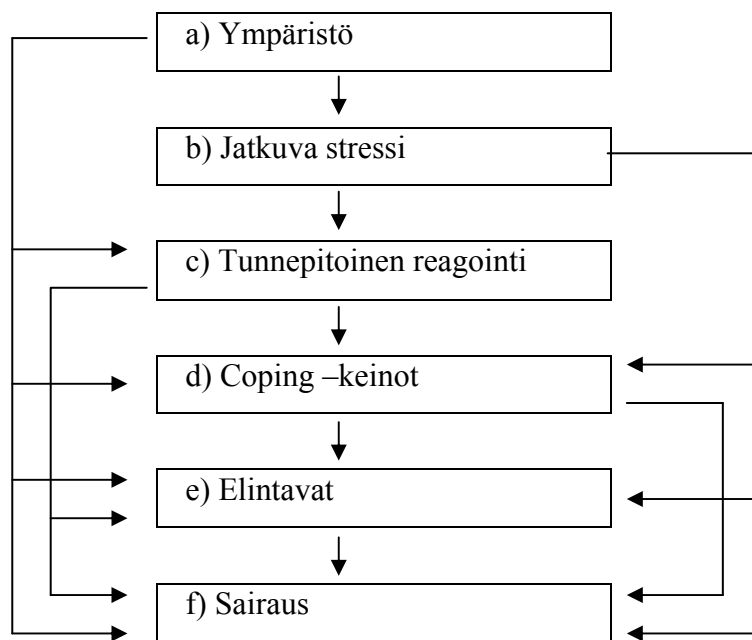 a) Ympäristö
b) Jatkuva stressi
c) Tunnepitoinen reagointi
d) Coping –keinot
e) Elintavat
f) Sairaus